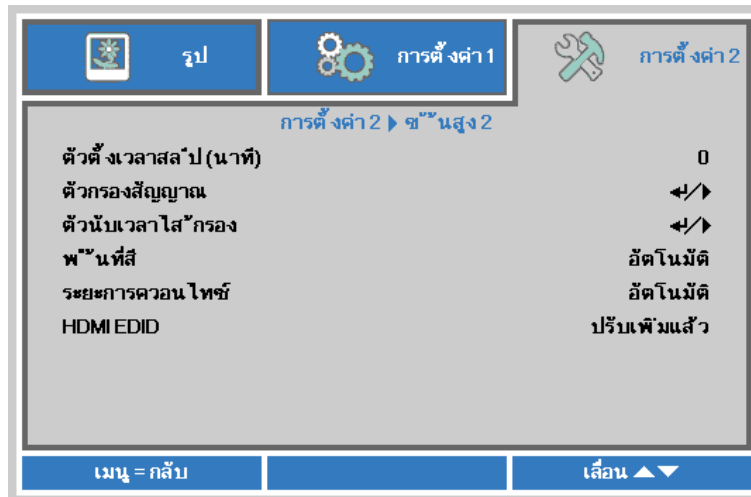 รูป
การตั้งค่า 1
การตั้งค่า 2
การตั้งค่า 2 ▶ ขั้นสูง 2
ตัวตั้งเวลาสลีป (นาที) 0
ตัวกรองสัญญาณ ↵/▶
ตัวนับเวลาไส้กรอง ↵/▶
พื้นที่สี อัตโนมัติ
ระยะการควอนไทซ์ อัตโนมัติ
HDMI EDID ปรับเพิ่มแล้ว
เมนู = กลับ
เลื่อน ▲▼